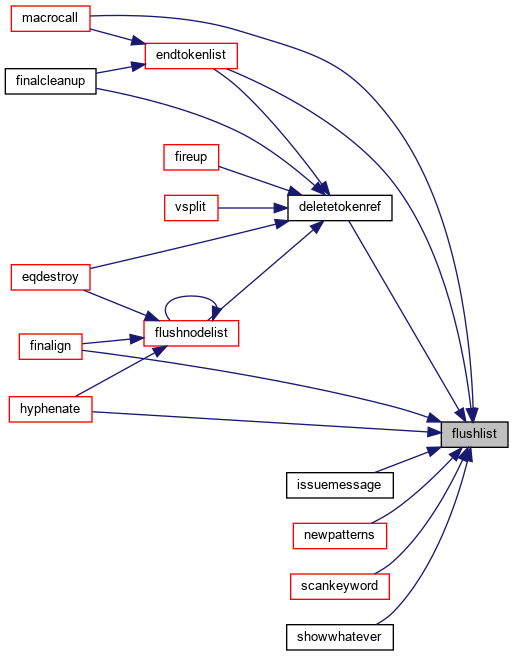 macrocall
endtokenlist
finalcleanup
fireup
vsplit
deletetokenref
eqdestroy
flushnodelist
finalign
hyphenate
flushlist
issuemessage
newpatterns
scankeyword
showwhatever